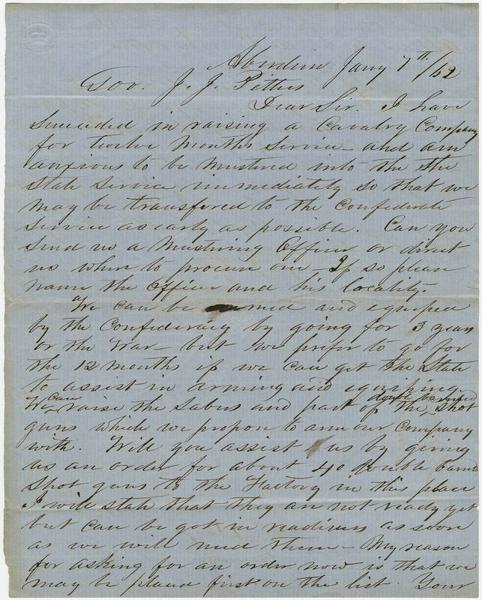 Aberdeen Jany 7th /62
Gov. J. J. Pettus
Dear Sir. I have
succeeded in raising a Cavalry Company
for twelve months service and am
anxious to be mustered into the the
State Service immediately so that we
may be transfered to the Confederate
Service as early as possible. Can you
send us a Mustering Officer or direct
us where to procure one. If so please
name the Officer and his locality.
We can be armed and equiped
by the Confederacy by going for 3 years
or the War but we prefer to go for
the 12 months if we can get the State
to assist in arming and equiping.
We can raise the Sabers and part of the double barreled shot
guns which we propose to arm our Company
with. Will you assist us by giving
us an order for about 40 double barrel
Shot guns to the Factory in this place
I will state that they are not ready yet
but can be got in readiness as soon
as we will need them – My reason
for asking for an order now is that we
may be placed first on the list. Your